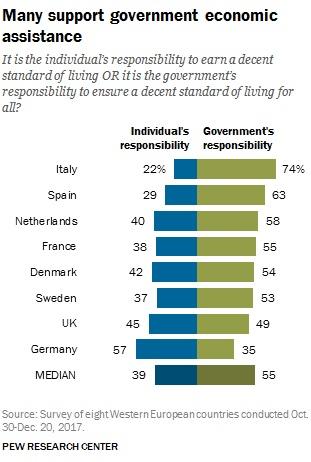 Many support government economic
assistance
It is the individual's responsibility to earn a decent
standard of living OR it is the government's
responsibility to ensure a decent standard of living for
all?
Individual's Government's
responsibility responsibility
Italy 22% 74%
Spain 29 63
Netherlands 40 58
France 38 55
Denmark 42 54
Sweden 37 53
UK 45 49
Germany 57 35
MEDIAN 39 55
Source: Survey of eight Western European countries conducted Oct.
30-Dec. 20, 2017.
PEW RESEARCH CENTER